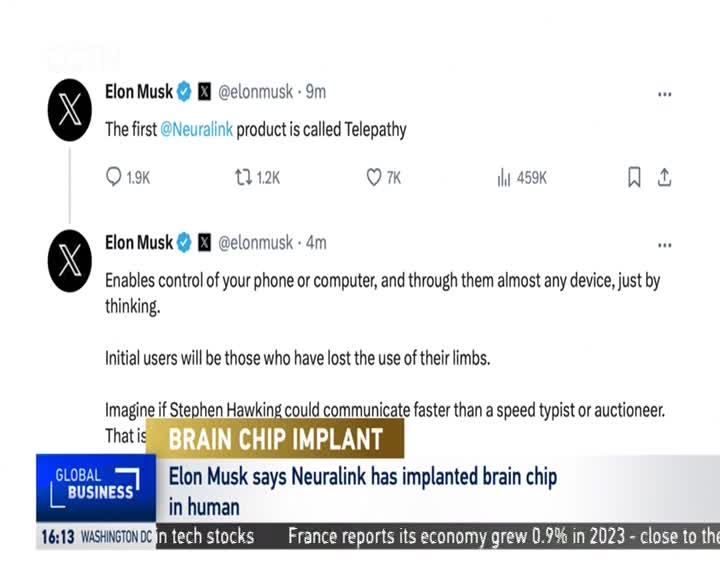 CGTN
Elon Musk @elonmusk · 9m
The first @Neuralink product is called Telepathy
1.9K 1.2K 7K 459K
Elon Musk @elonmusk · 4m
Enables control of your phone or computer, and through them almost any device, just by
thinking.
Initial users will be those who have lost the use of their limbs.
Imagine if Stephen Hawking could communicate faster than a speed typist or auctioneer.
That is
BRAIN CHIP IMPLANT
GLOBAL
BUSINESS
Elon Musk says Neuralink has implanted brain chip
in human
16:13 WASHINGTON DC in tech stocks France reports its economy grew 0.9% in 2023 - close to the